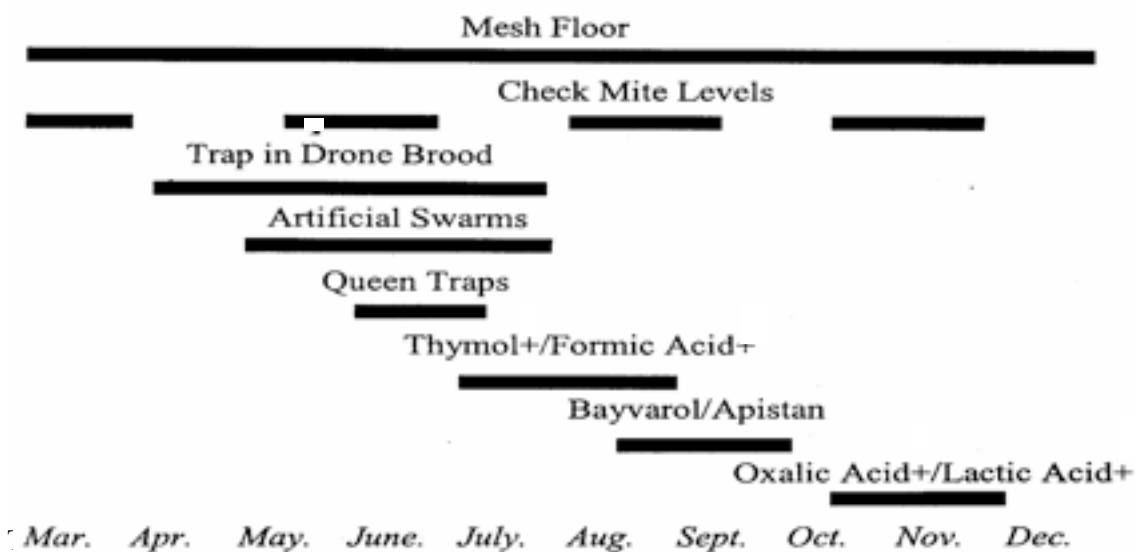 Mesh Floor
Check Mite Levels
Trap in Drone Brood
Artificial Swarms
Queen Traps
Thymol+/Formic Acid+
Bayvarol/Apistan
Oxalic Acid+/Lactic Acid+
Mar. Apr. May. June. July. Aug. Sept. Oct. Nov. Dec.